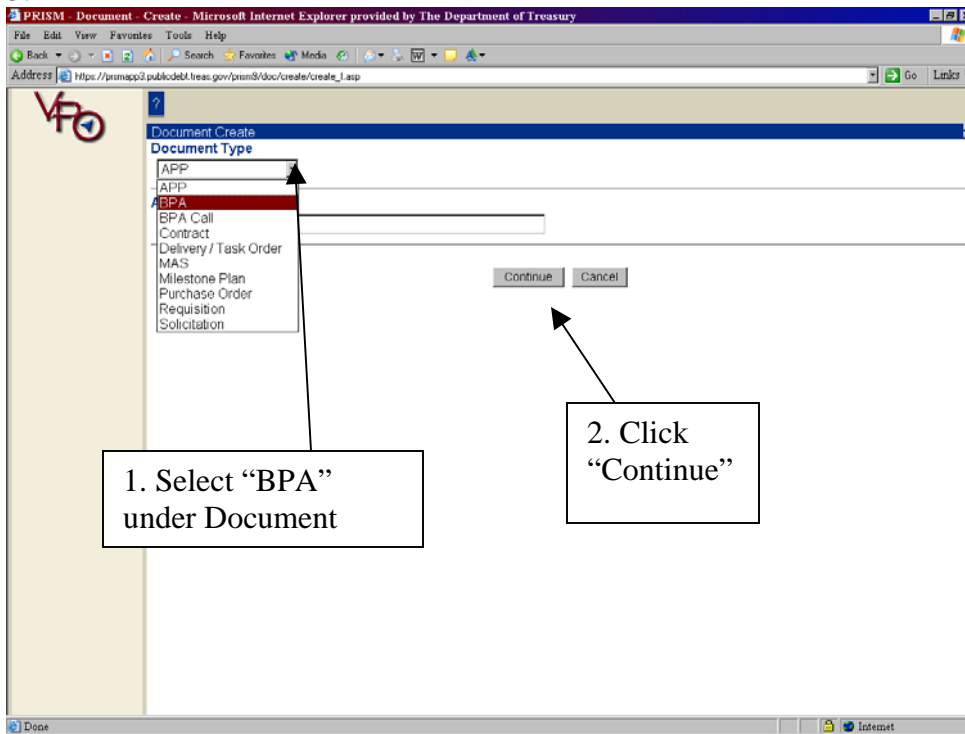 PRISM - Document - Create - Microsoft Internet Explorer provided by The Department of Treasury
File Edit View Favorites Tools Help
Back Search Favorites Media
Address https://prismapp3.publicdebt.treas.gov/prism9/doc/create/create_1.asp Go Links
VPO
?
Document Create
Document Type
APP
APP
BPA
BPA Call
Contract
Delivery / Task Order
MAS
Milestone Plan
Purchase Order
Requisition
Solicitation
Continue Cancel
2. Click
“Continue”
1. Select “BPA”
under Document
Done Internet